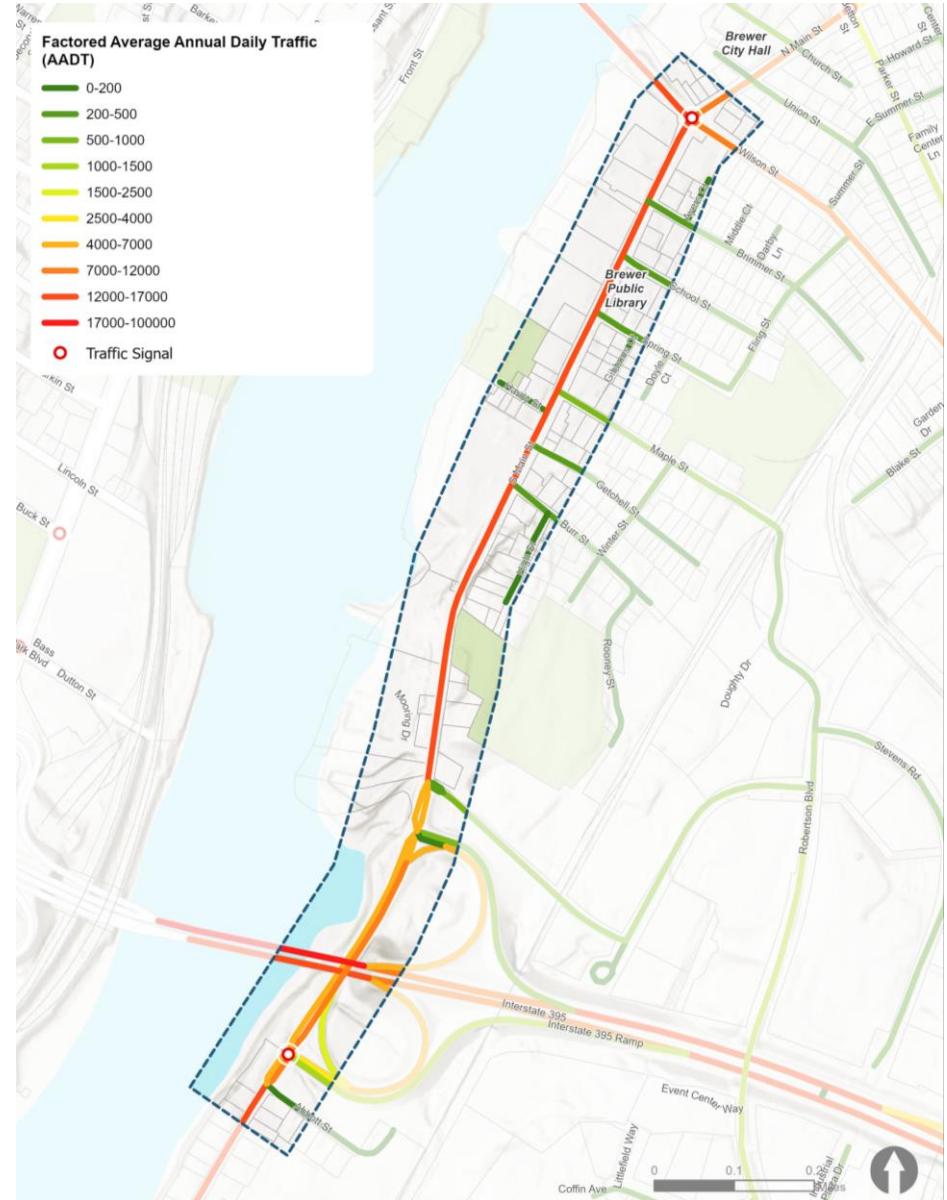 Factored Average Annual Daily Traffic
(AADT)
0-200
200-500
500-1000
1000-1500
1500-2500
2500-4000
4000-7000
7000-12000
12000-17000
17000-100000
Traffic Signal
Front St
Brewer
City Hall
N Main St
Church St
Union St
Parker St
Howard St
E Summer St
Family
Center
Ln
Center
St
Wilson St
Summer St
Middle Ct
Darby
Ln
Brimmer St
Brewer
Public
Library
School St
Fling St
Spring St
Doyle
Ct
Garden
Dr
Blake St
Maple St
S Main St
Getchell St
Winter St
Burr St
Lincoln St
Buck St
Bass
Dutton St
Rooney St
Doughty Dr
Mooring Dr
Stevens Rd
Robertson Blvd
Interstate 395
Interstate 395 Ramp
Event Center Way
Abbott St
Littlefield Way
Coffin Ave
0 0.1